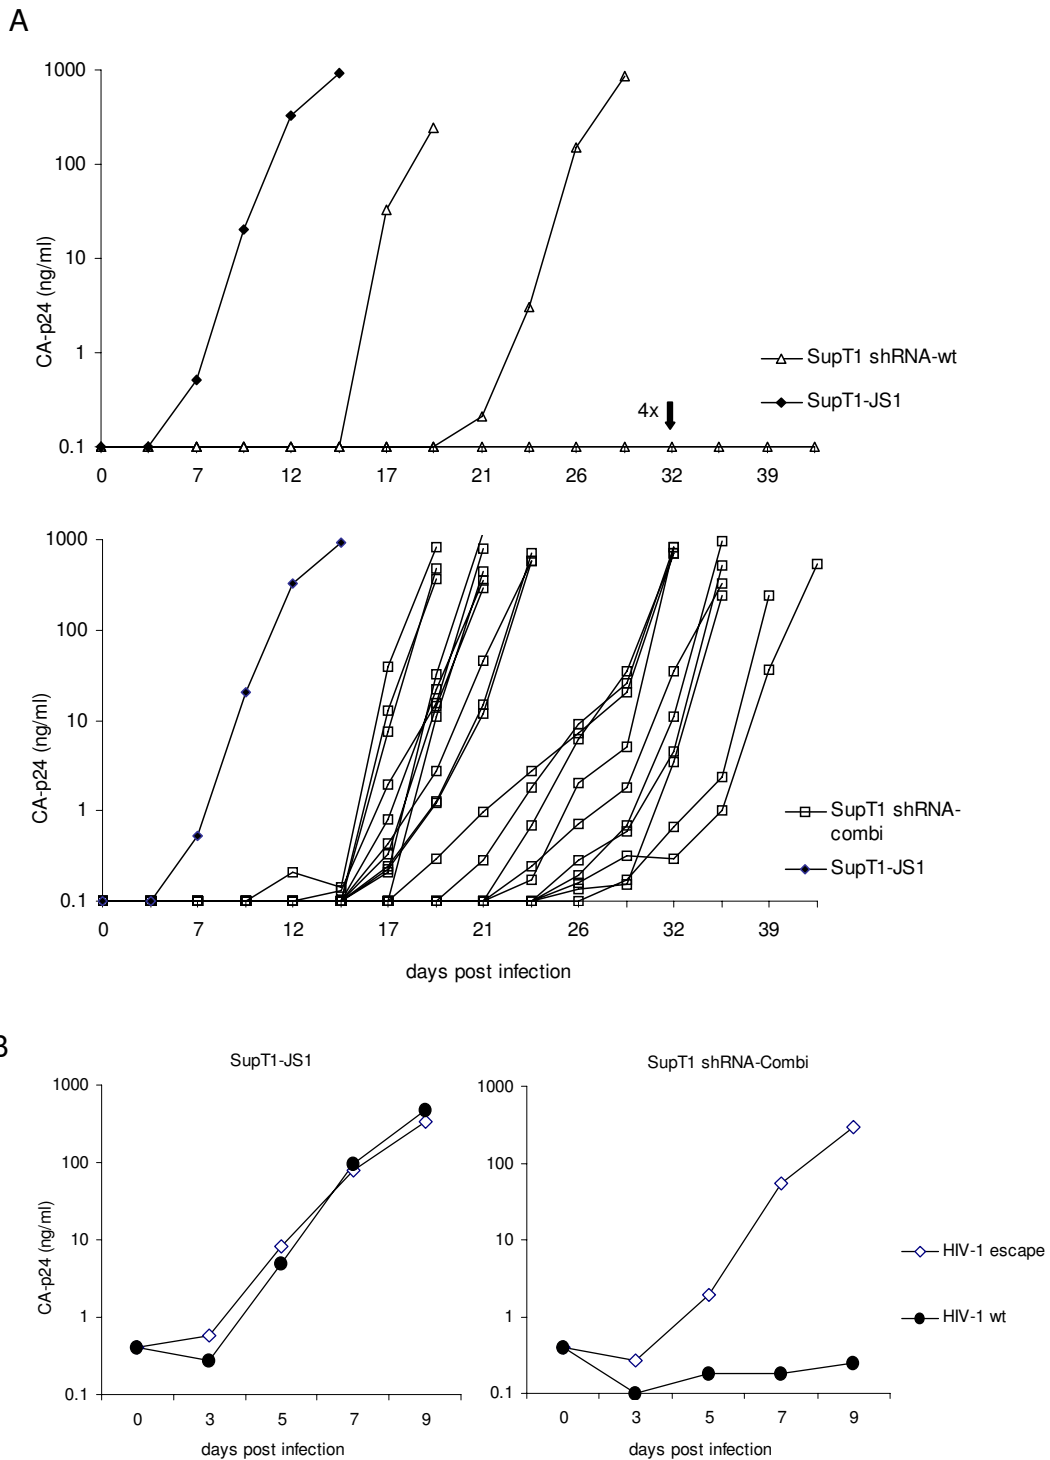 A
1000
100
10
1
0.1
CA-p24 (ng/ml)
0 7 12 17 21 26 32 39
4x
SupT1 shRNA-wt
SupT1-JS1
1000
100
10
1
0.1
CA-p24 (ng/ml)
0 7 12 17 21 26 32 39
days post infection
SupT1 shRNA-
combi
SupT1-JS1
B
SupT1-JS1
1000
100
10
1
0.1
CA-p24 (ng/ml)
0 3 5 7 9
days post infection
SupT1 shRNA-Combi
1000
100
10
1
0.1
0 3 5 7 9
days post infection
HIV-1 escape
HIV-1 wt